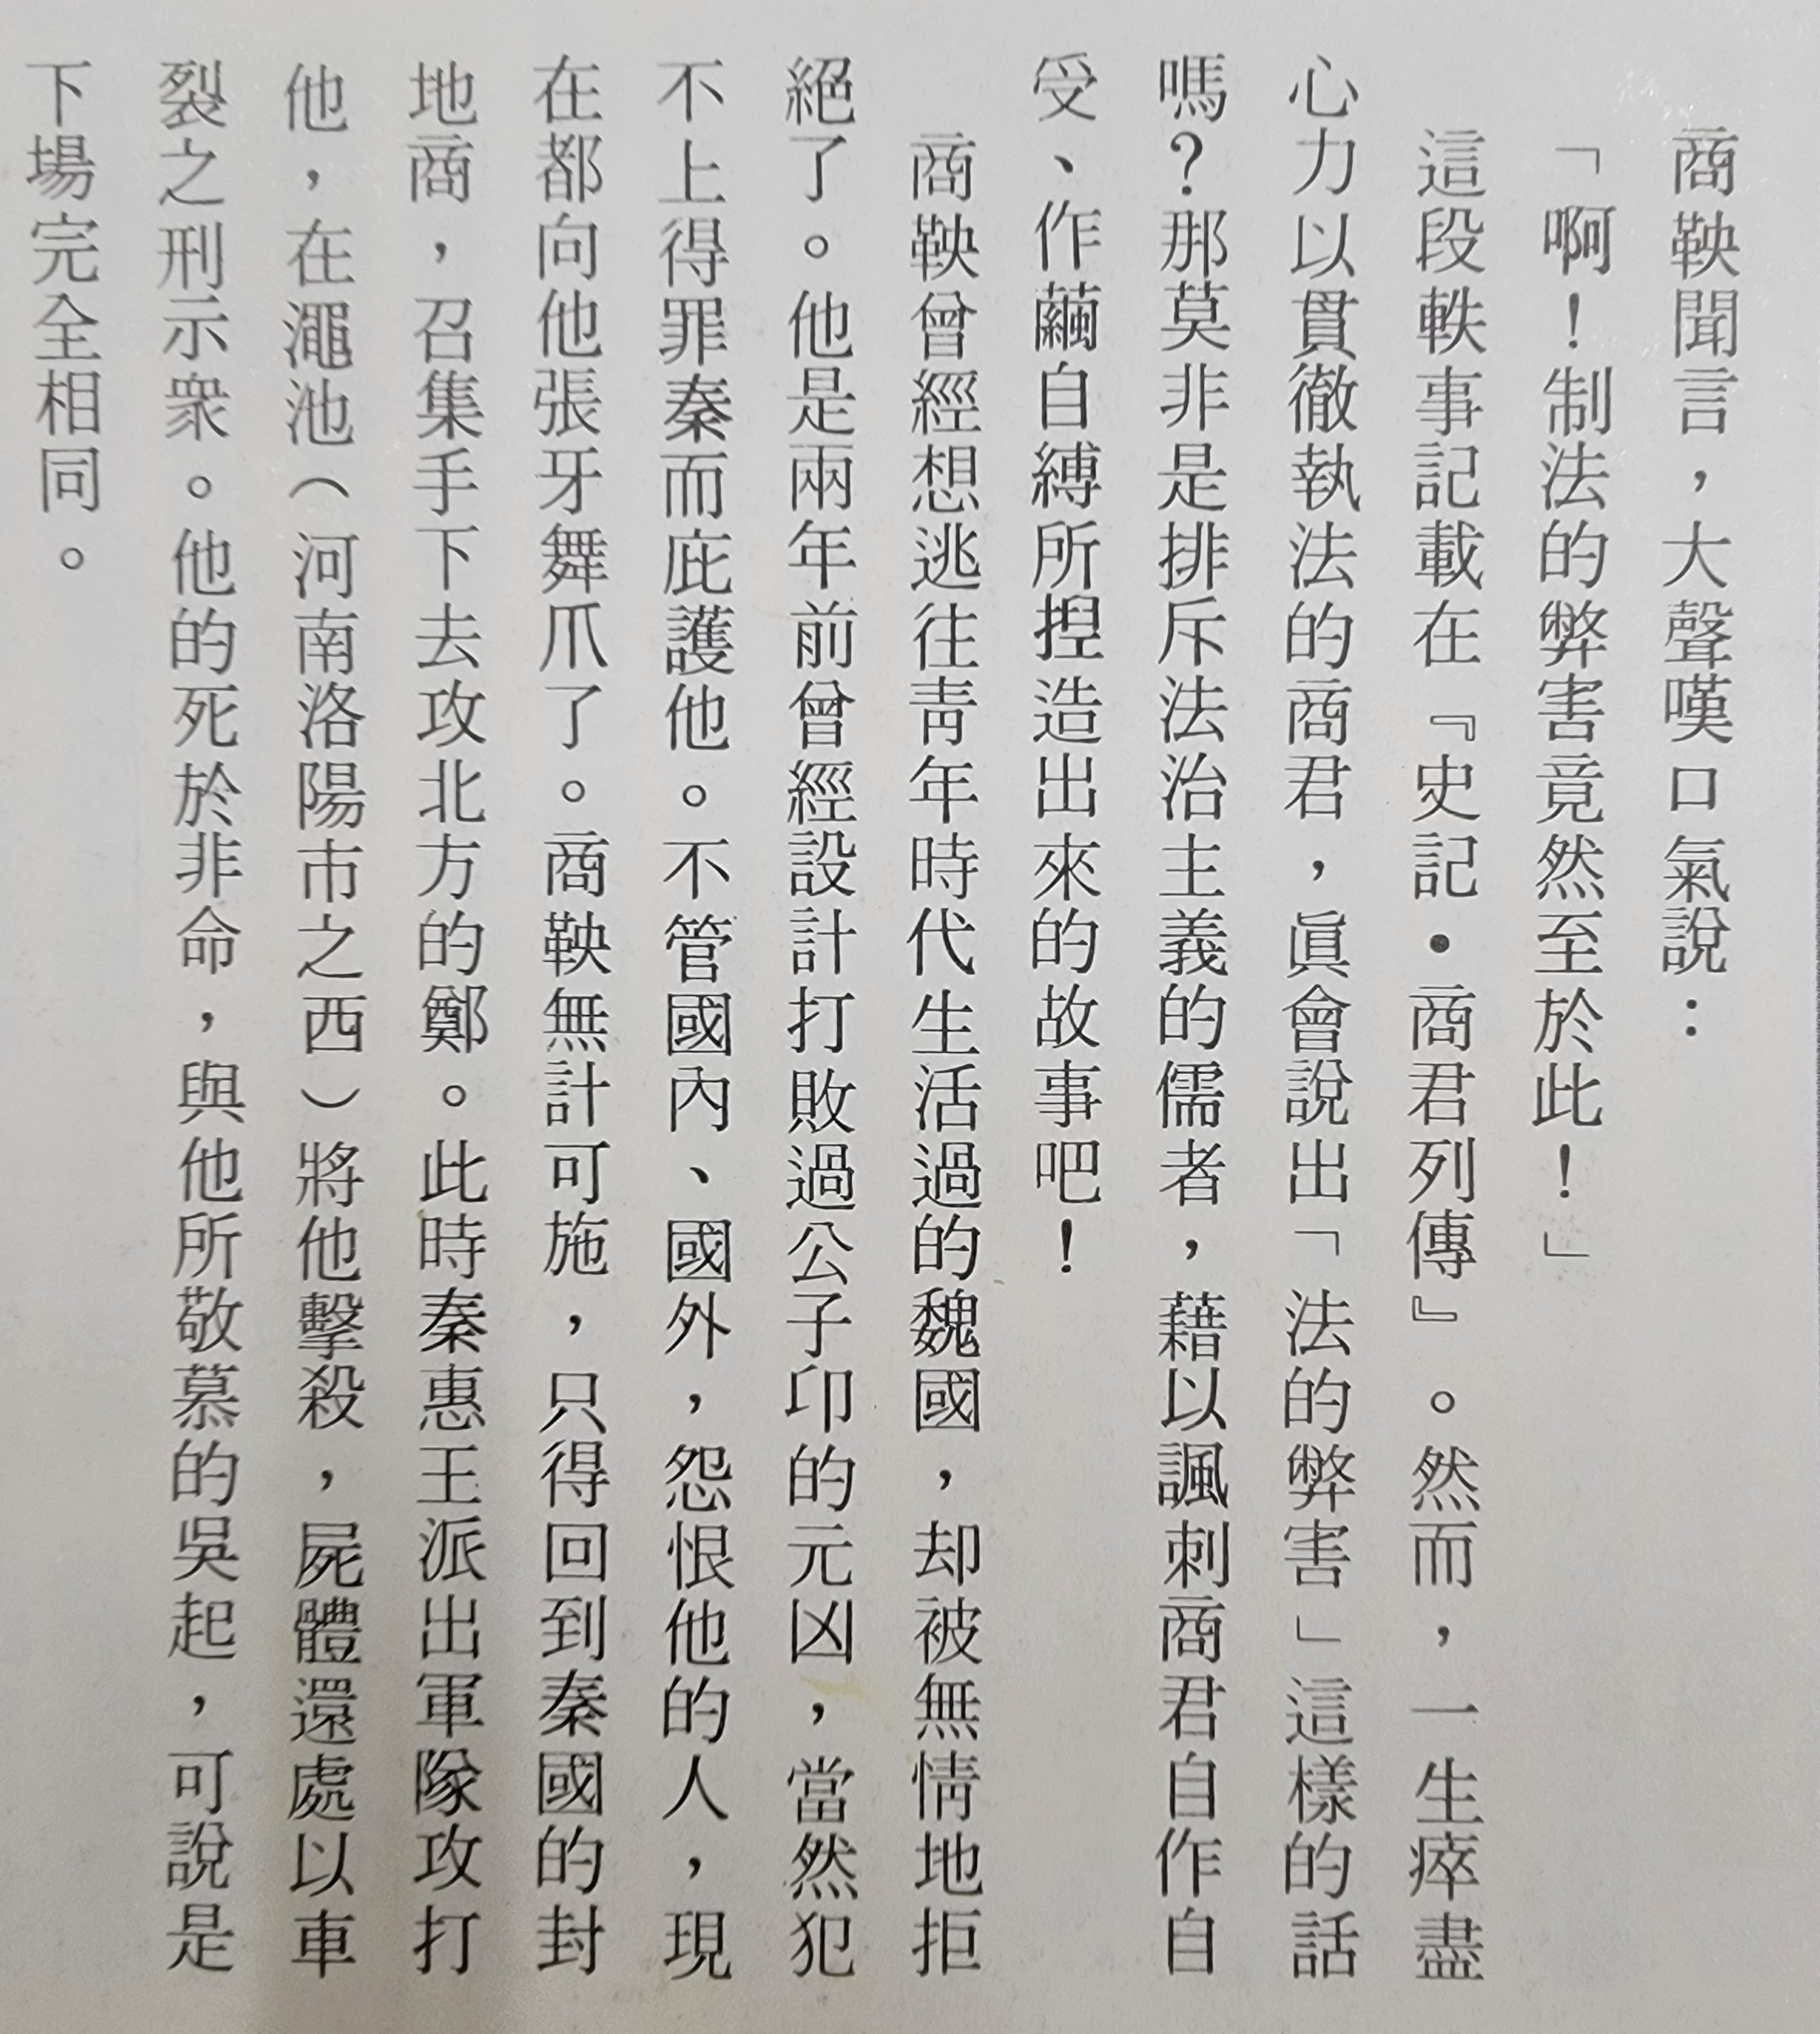 商鞅聞言，大聲嘆口氣說：
「啊！制法的弊害竟然至於此！」
這段軼事記載在『史記•商君列傳』。然而，一生瘁盡
心力以貫徹執法的商君，眞會說出「法的弊害」這樣的話
嗎？那莫非是排斥法治主義的儒者，藉以諷刺商君自作自
受、作繭自縛所揑造出來的故事吧！
商鞅曾經想逃往靑年時代生活過的魏國，却被無情地拒
絕了。他是兩年前曾經設計打敗過公子卬的元凶，當然犯
不上得罪秦而庇護他。不管國內、國外，怨恨他的人，現
在都向他張牙舞爪了。商鞅無計可施，只得回到秦國的封
地商，召集手下去攻北方的鄭。此時秦惠王派出軍隊攻打
他，在澠池（河南洛陽市之西）將他擊殺，屍體還處以車
裂之刑示衆。他的死於非命，與他所敬慕的吳起，可說是
下場完全相同。